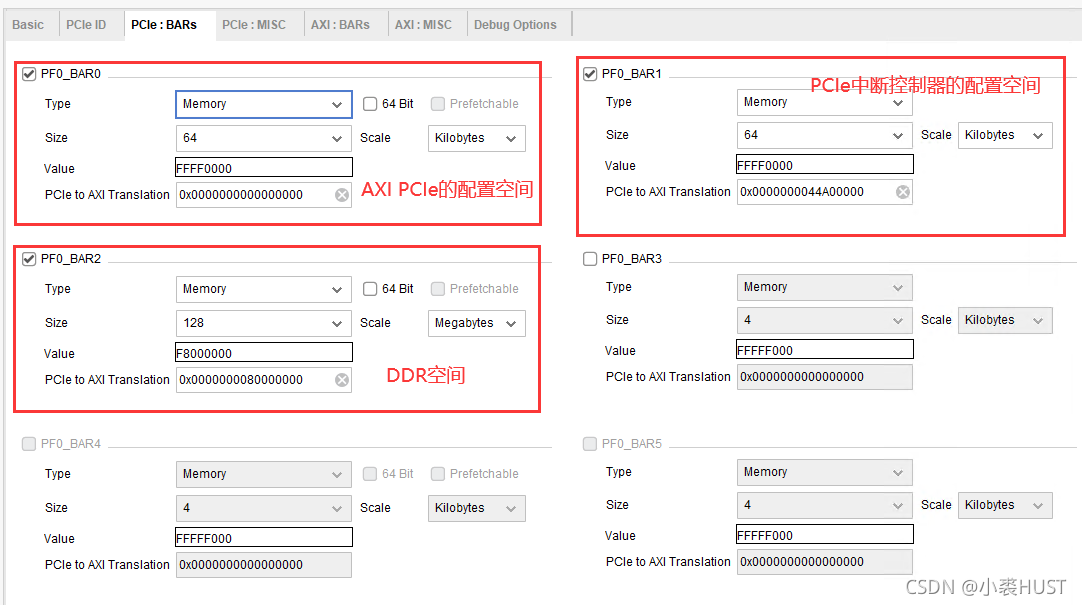 Basic PCIe ID PCIe : BARs PCIe : MISC AXI : BARs AXI : MISC Debug Options
PF0_BAR0
Type Memory 64 Bit Prefetchable
Size 64 Scale Kilobytes
Value FFFF0000
PCIe to AXI Translation 0x0000000000000000
AXI PCIe的配置空间
PF0_BAR1
PCIe中断控制器的配置空间
Type Memory
Size 64 Scale Kilobytes
Value FFFF0000
PCIe to AXI Translation 0x0000000044A00000
PF0_BAR2
Type Memory 64 Bit Prefetchable
Size 128 Scale Megabytes
Value F8000000
PCIe to AXI Translation 0x0000000080000000
DDR空间
PF0_BAR3
Type Memory
Size 4 Scale Kilobytes
Value FFFFF000
PCIe to AXI Translation 0x0000000000000000
PF0_BAR4
Type Memory 64 Bit Prefetchable
Size 4 Scale Kilobytes
Value FFFFF000
PCIe to AXI Translation 0x0000000000000000
PF0_BAR5
Type Memory
Size 4 Scale Kilobytes
Value FFFFF000
PCIe to AXI Translation 0x0000000000000000
CSDN @小裘HUST